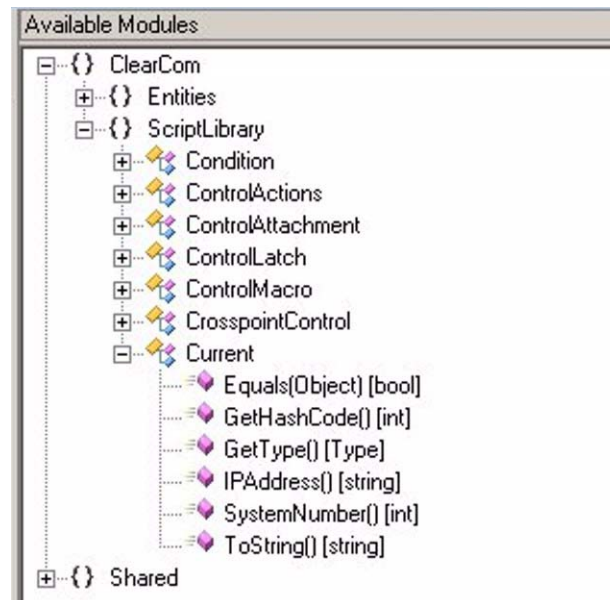 Available Modules
{} ClearCom
{} Entities
{} ScriptLibrary
Condition
ControlActions
ControlAttachment
ControlLatch
ControlMacro
CrosspointControl
Current
Equals(Object) [bool]
GetHashCode() [int]
GetType() [Type]
IPAddress() [string]
SystemNumber() [int]
ToString() [string]
{} Shared